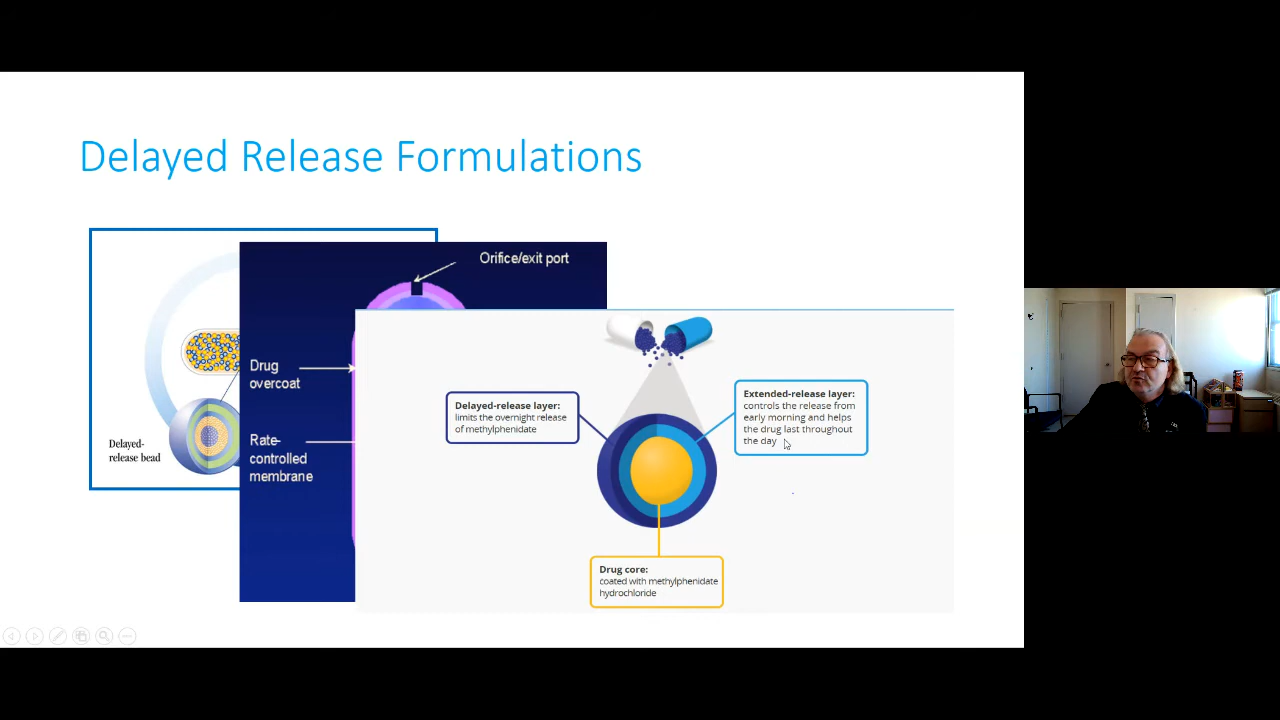 Delayed Release Formulations
Delayed-
release bead
Orifice/exit port
Drug
overcoat
Rate-
controlled
membrane
Delayed-release layer:
limits the overnight release
of methylphenidate
Extended-release layer:
controls the release from
early morning and helps
the drug last throughout
the day
Drug core:
coated with methylphenidate
hydrochloride